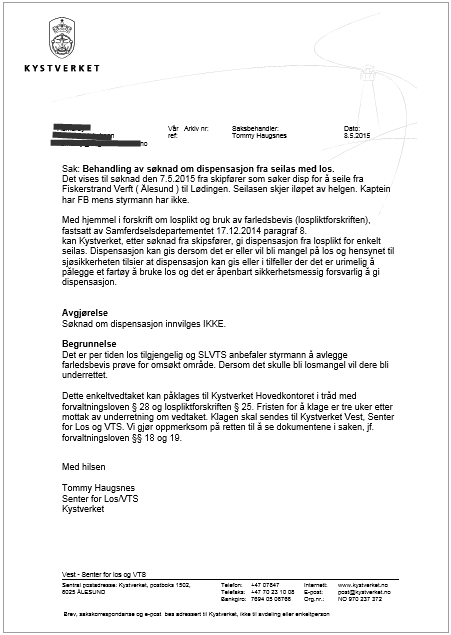 KYSTVERKET
Vår Arkiv nr: Saksbehandler: Dato:
ref: Tommy Haugsnes 8.5.2015
no
Sak: Behandling av søknad om dispensasjon fra seilas med los.
Det vises til søknad den 7.5.2015 fra skipfører som søker disp for å seile fra
Fiskerstrand Verft ( Ålesund ) til Lødingen. Seilasen skjer iløpet av helgen. Kaptein
har FB mens styrmann har ikke.
Med hjemmel i forskrift om losplikt og bruk av farledsbevis (lospliktforskriften),
fastsatt av Samferdselsdepartementet 17.12.2014 paragraf 8.
kan Kystverket, etter søknad fra skipsfører, gi dispensasjon fra losplikt for enkelt
seilas. Dispensasjon kan gis dersom det er eller vil bli mangel på los og hensynet til
sjøsikkerheten tilsier at dispensasjon kan gis eller i tilfeller der det er urimelig å
pålegge et fartøy å bruke los og det er åpenbart sikkerhetsmessig forsvarlig å gi
dispensasjon.
Avgjørelse
Søknad om dispensasjon innvilges IKKE.
Begrunnelse
Det er per tiden los tilgjengelig og SLVTS anbefaler styrmann å avlegge
farledsbevis prøve for omsøkt område. Dersom det skulle bli losmangel vil dere bli
underrettet.
Dette enkeltvedtaket kan påklages til Kystverket Hovedkontoret i tråd med
forvaltningsloven § 28 og lospliktforskriften § 25. Fristen for å klage er tre uker etter
mottak av underretning om vedtaket. Klagen skal sendes til Kystverket Vest, Senter
for Los og VTS. Vi gjør oppmerksom på retten til å se dokumentene i saken, jf.
forvaltningsloven §§ 18 og 19.
Med hilsen
Tommy Haugsnes
Senter for Los/VTS
Kystverket
Vest - Senter for los og VTS
Sentral postadresse: Kystverket, postboks 1502, Telefon: +47 07847 Internett: www.kystverket.no
6025 ÅLESUND Telefaks: +47 70 23 10 08 E-post: post@kystverket.no
Bankgiro: 7694 05 06766 Org.nr.: NO 970 237 372
Brev, sakskorrespondanse og e-post bes adressert til Kystverket, ikke til avdeling eller enkeltperson